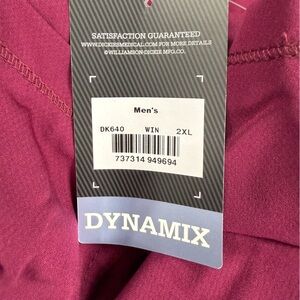 SATISFACTION GUARANTEED
WWW.DICKIESMEDICAL.COM FOR MORE DETAILS
©WILLIAMSON-DICKIE MFG.CO.
Men's
DK640 WIN 2XL
737314 949694
DYNAMIX